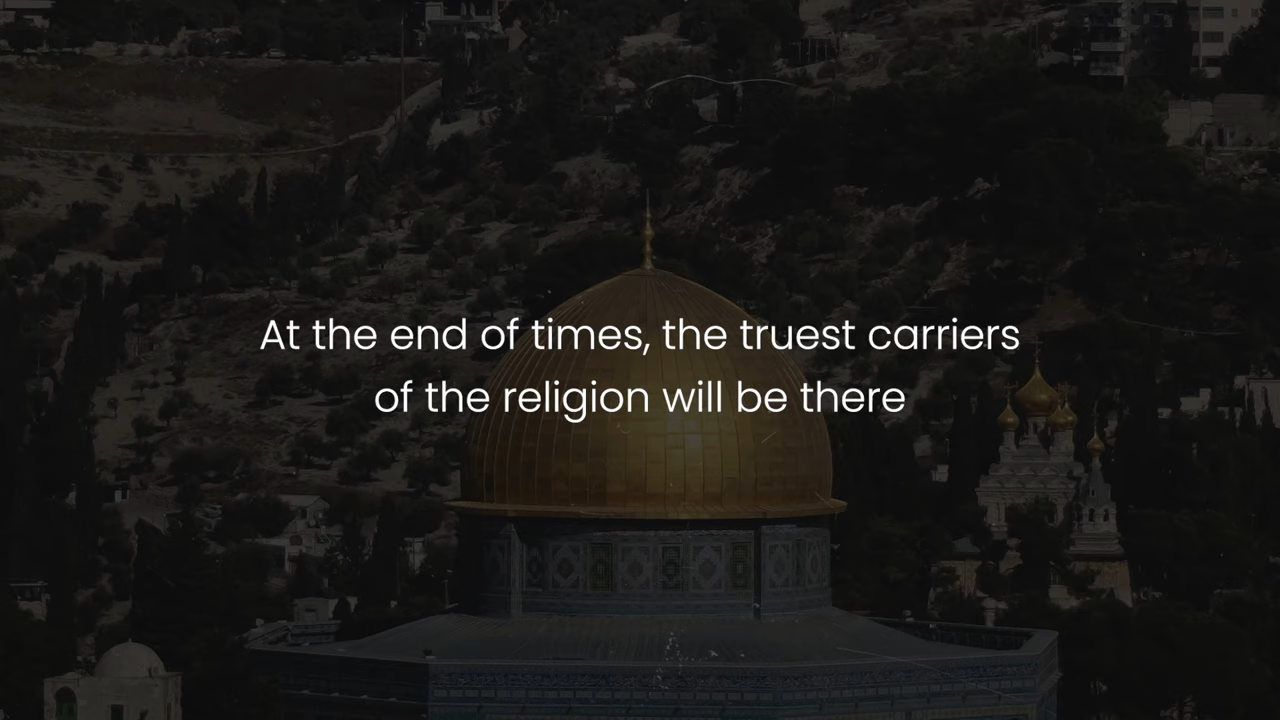 At the end of times, the truest carriers
of the religion will be there